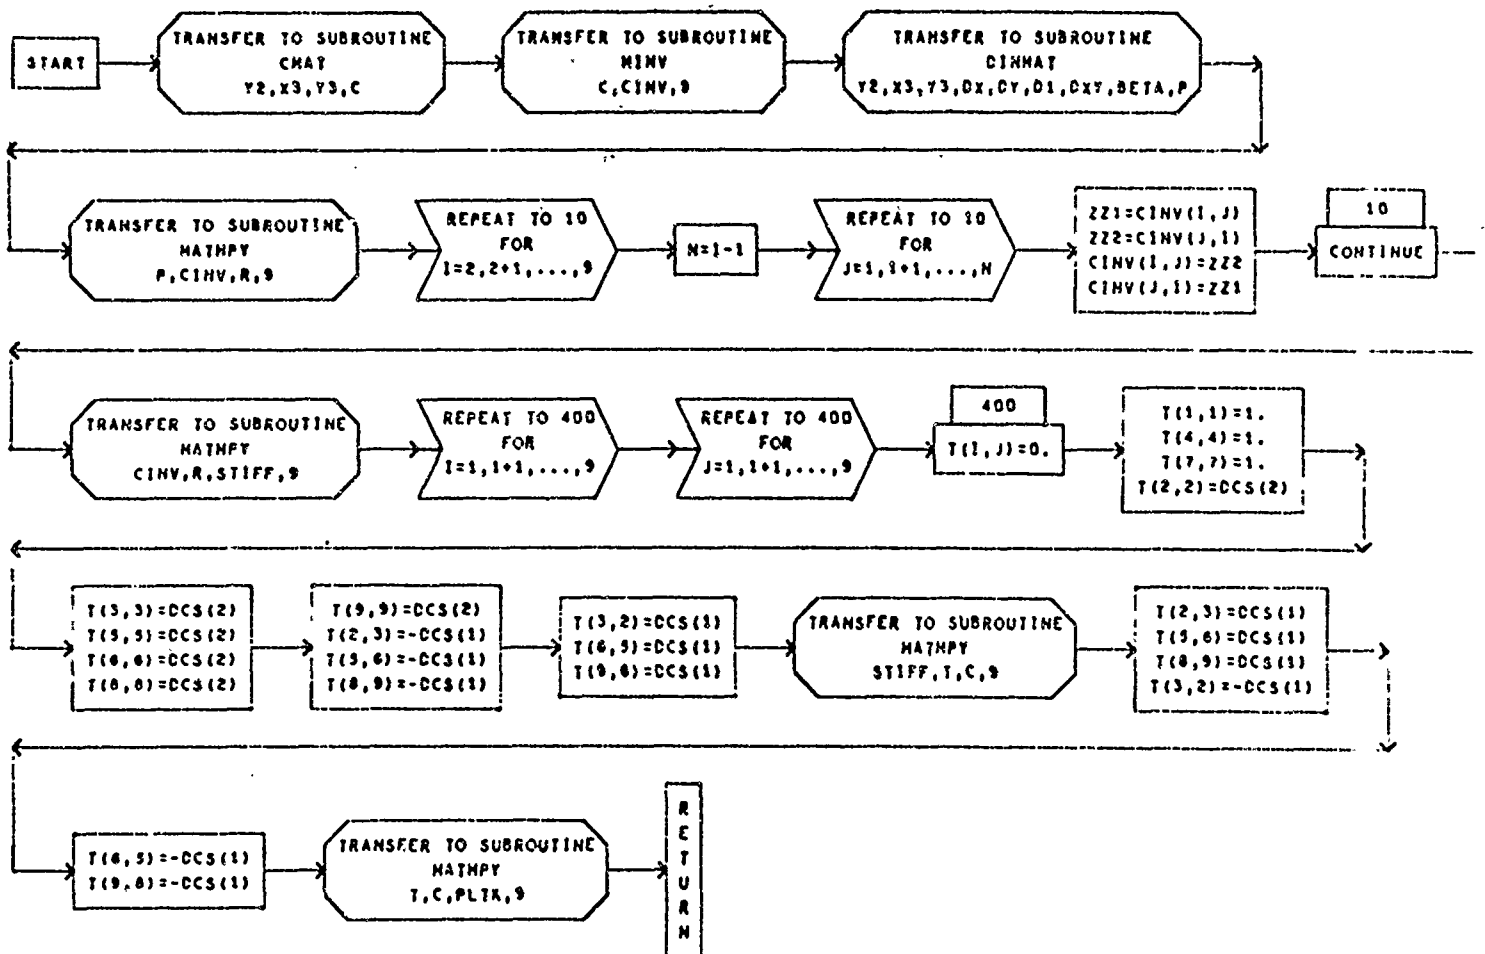 START
TRANSFER TO SUBROUTINE
CMAT
Y2,X3,Y3,C
TRANSFER TO SUBROUTINE
MINV
C,CINV,9
TRANSFER TO SUBROUTINE
DINMAT
Y2,X3,Y3,DX,DY,D1,DXY,BETA,P
TRANSFER TO SUBROUTINE
MATMPY
P,CINV,R,9
REPEAT TO 10
FOR
I=2,2+1,...,9
N=I-1
REPEAT TO 10
FOR
J=1,1+1,...,N
ZZ1=CINV(I,J)
ZZ2=CINV(J,I)
CINV(I,J)=ZZ2
CINV(J,I)=ZZ1
10
CONTINUE
TRANSFER TO SUBROUTINE
MATMPY
CINV,R,STIFF,9
REPEAT TO 400
FOR
I=1,1+1,...,9
REPEAT TO 400
FOR
J=1,1+1,...,9
400
T(I,J)=0.
T(1,1)=1.
T(4,4)=1.
T(7,7)=1.
T(2,2)=DCS(2)
T(3,3)=DCS(2)
T(5,5)=DCS(2)
T(6,6)=DCS(2)
T(8,8)=DCS(2)
T(9,9)=DCS(2)
T(2,3)=-DCS(1)
T(5,6)=-DCS(1)
T(8,9)=-DCS(1)
T(3,2)=DCS(1)
T(6,5)=DCS(1)
T(9,8)=DCS(1)
TRANSFER TO SUBROUTINE
MATMPY
STIFF,T,C,9
T(2,3)=DCS(1)
T(5,6)=DCS(1)
T(8,9)=DCS(1)
T(3,2)=-DCS(1)
T(6,5)=-DCS(1)
T(9,8)=-DCS(1)
TRANSFER TO SUBROUTINE
MATMPY
T,C,PLTK,9
RETURN